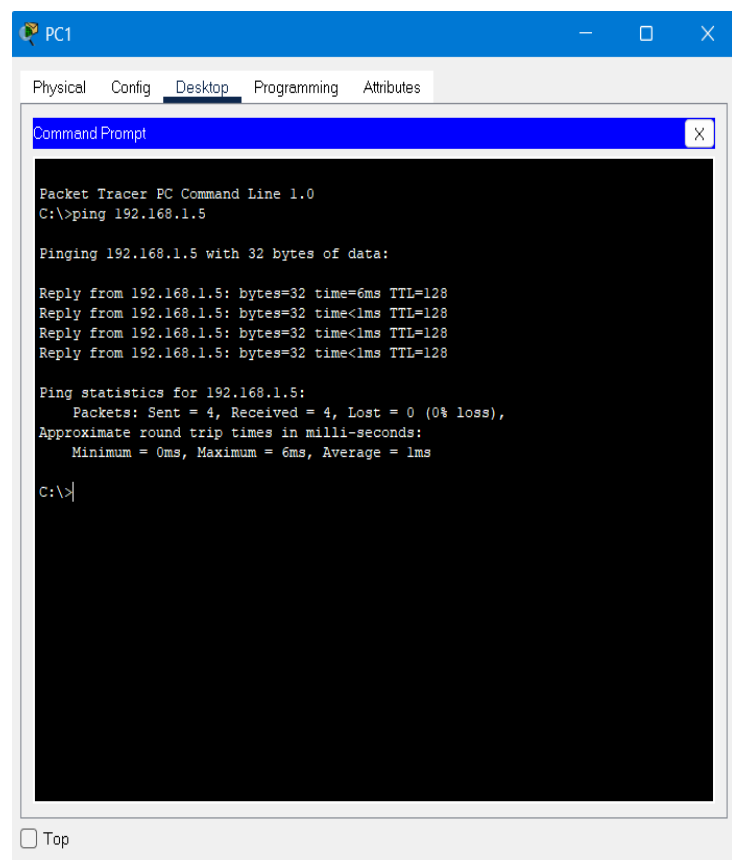 PC1
Physical Config Desktop Programming Attributes
Command Prompt X
Packet Tracer PC Command Line 1.0
C:\>ping 192.168.1.5
Pinging 192.168.1.5 with 32 bytes of data:
Reply from 192.168.1.5: bytes=32 time=6ms TTL=128
Reply from 192.168.1.5: bytes=32 time<1ms TTL=128
Reply from 192.168.1.5: bytes=32 time<1ms TTL=128
Reply from 192.168.1.5: bytes=32 time<1ms TTL=128
Ping statistics for 192.168.1.5:
Packets: Sent = 4, Received = 4, Lost = 0 (0% loss),
Approximate round trip times in milli-seconds:
Minimum = 0ms, Maximum = 6ms, Average = 1ms
C:\>
Top